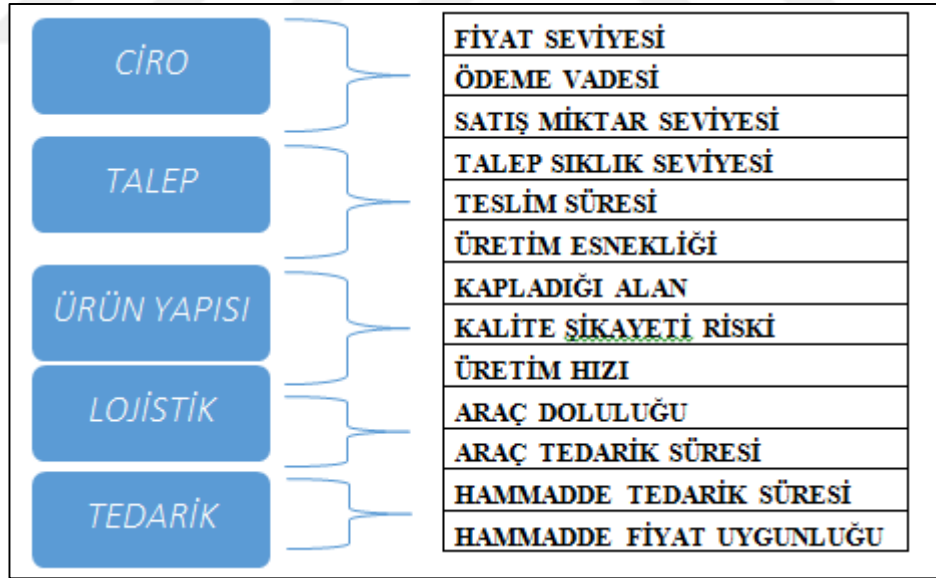 CİRO
FİYAT SEVİYESİ
ÖDEME VADESİ
SATIŞ MİKTAR SEVİYESİ
TALEP
TALEP SIKLIK SEVİYESİ
TESLİM SÜRESİ
ÜRETİM ESNEKLİĞİ
ÜRÜN YAPISI
KAPLADIĞI ALAN
KALİTE ŞİKAYETİ RİSKİ
ÜRETİM HIZI
LOJİSTİK
ARAÇ DOLULUĞU
ARAÇ TEDARİK SÜRESİ
TEDARİK
HAMMADDE TEDARİK SÜRESİ
HAMMADDE FİYAT UYGUNLUĞU